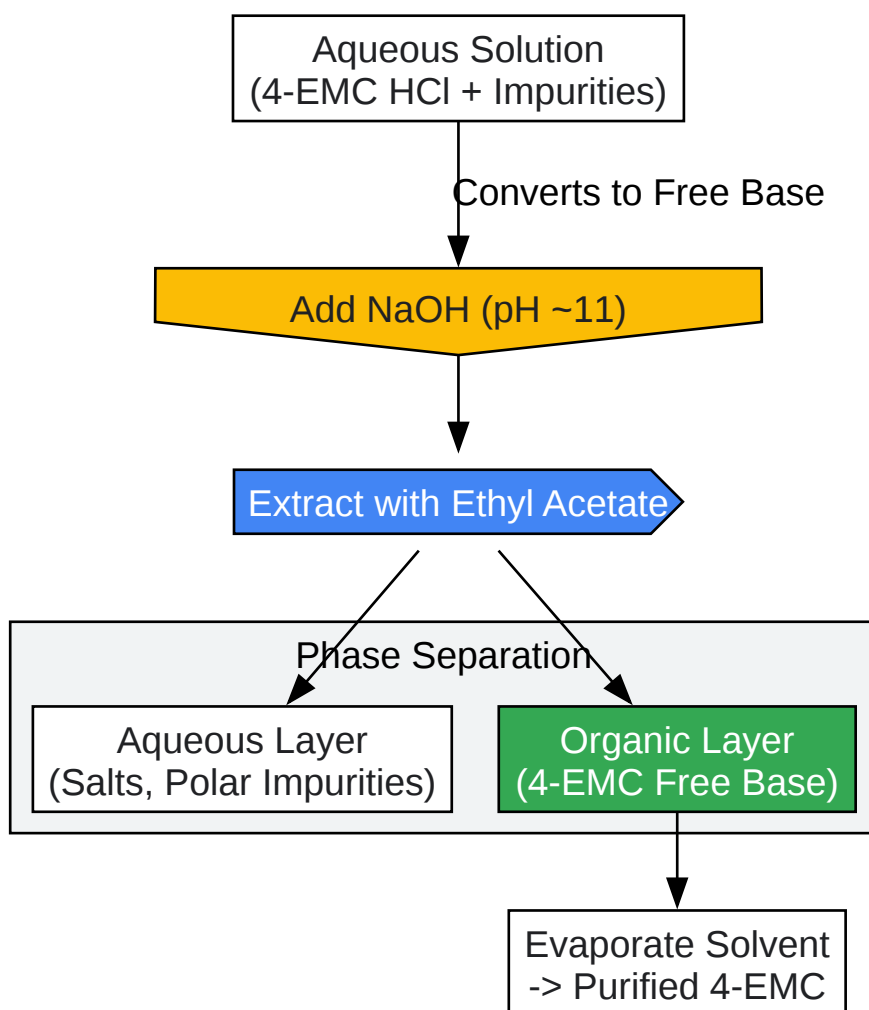 Aqueous Solution
(4-EMC HCl + Impurities)
Converts to Free Base
Add NaOH (pH ~11)
Extract with Ethyl Acetate
Phase Separation
Aqueous Layer
(Salts, Polar Impurities)
Organic Layer
(4-EMC Free Base)
Evaporate Solvent
-> Purified 4-EMC